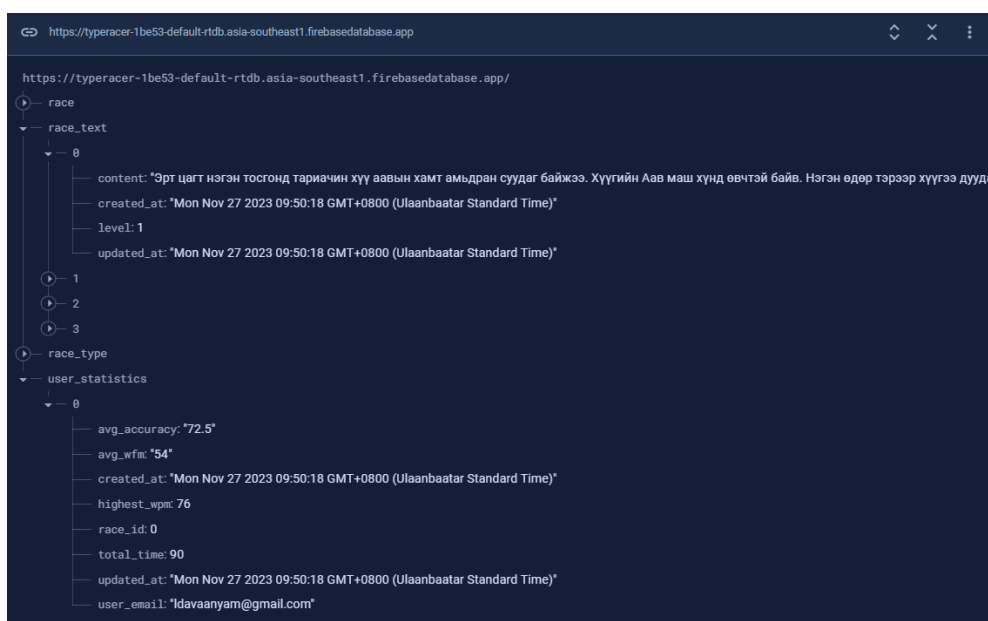 https://typeracer-1be53-default-rtdb.asia-southeast1.firebasedatabase.app
https://typeracer-1be53-default-rtdb.asia-southeast1.firebasedatabase.app/
race
race_text
0
content: "Эрт цагт нэгэн тосгонд тариачин хүү аавын хамт амьдран суудаг байжээ. Хүүгийн Аав маш хүнд өвчтэй байв. Нэгэн өдөр тэрээр хүүгээ дууд
created_at: "Mon Nov 27 2023 09:50:18 GMT+0800 (Ulaanbaatar Standard Time)"
level: 1
updated_at: "Mon Nov 27 2023 09:50:18 GMT+0800 (Ulaanbaatar Standard Time)"
1
2
3
race_type
user_statistics
0
avg_accuracy: "72.5"
avg_wfm: "54"
created_at: "Mon Nov 27 2023 09:50:18 GMT+0800 (Ulaanbaatar Standard Time)"
highest_wpm: 76
race_id: 0
total_time: 90
updated_at: "Mon Nov 27 2023 09:50:18 GMT+0800 (Ulaanbaatar Standard Time)"
user_email: "ldavaanyam@gmail.com"